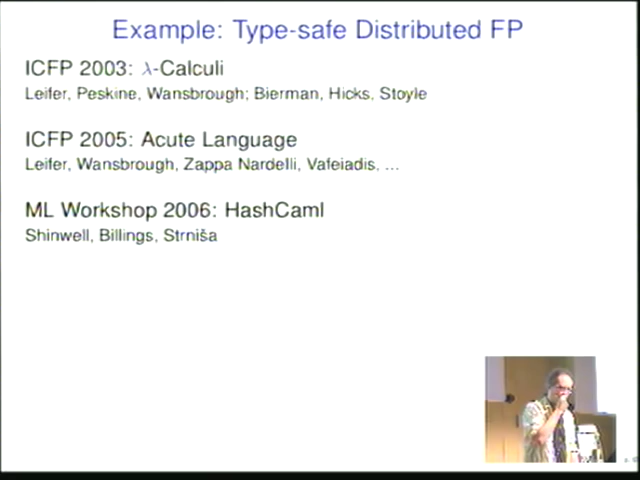 Example: Type-safe Distributed FP
ICFP 2003: λ-Calculi
Leifer, Peskine, Wansbrough; Bierman, Hicks, Stoyle
ICFP 2005: Acute Language
Leifer, Wansbrough, Zappa Nardelli, Vafeiadis, ...
ML Workshop 2006: HashCaml
Shinwell, Billings, Strniša